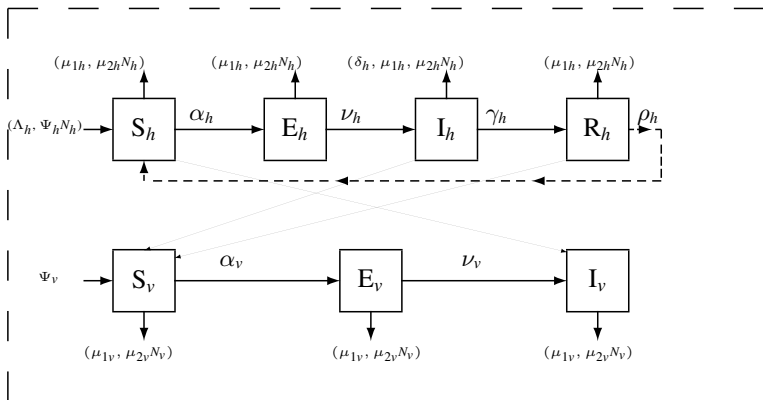 (μ₁ₕ, μ₂ₕNₕ) (μ₁ₕ, μ₂ₕNₕ) (δₕ, μ₁ₕ, μ₂ₕNₕ) (μ₁ₕ, μ₂ₕNₕ)
(Λₕ, ΨₕNₕ) Sₕ αₕ Eₕ νₕ Iₕ γₕ Rₕ ρₕ
Ψᵥ Sᵥ αᵥ Eᵥ νᵥ Iᵥ
(μ₁ᵥ, μ₂ᵥNᵥ) (μ₁ᵥ, μ₂ᵥNᵥ) (μ₁ᵥ, μ₂ᵥNᵥ)